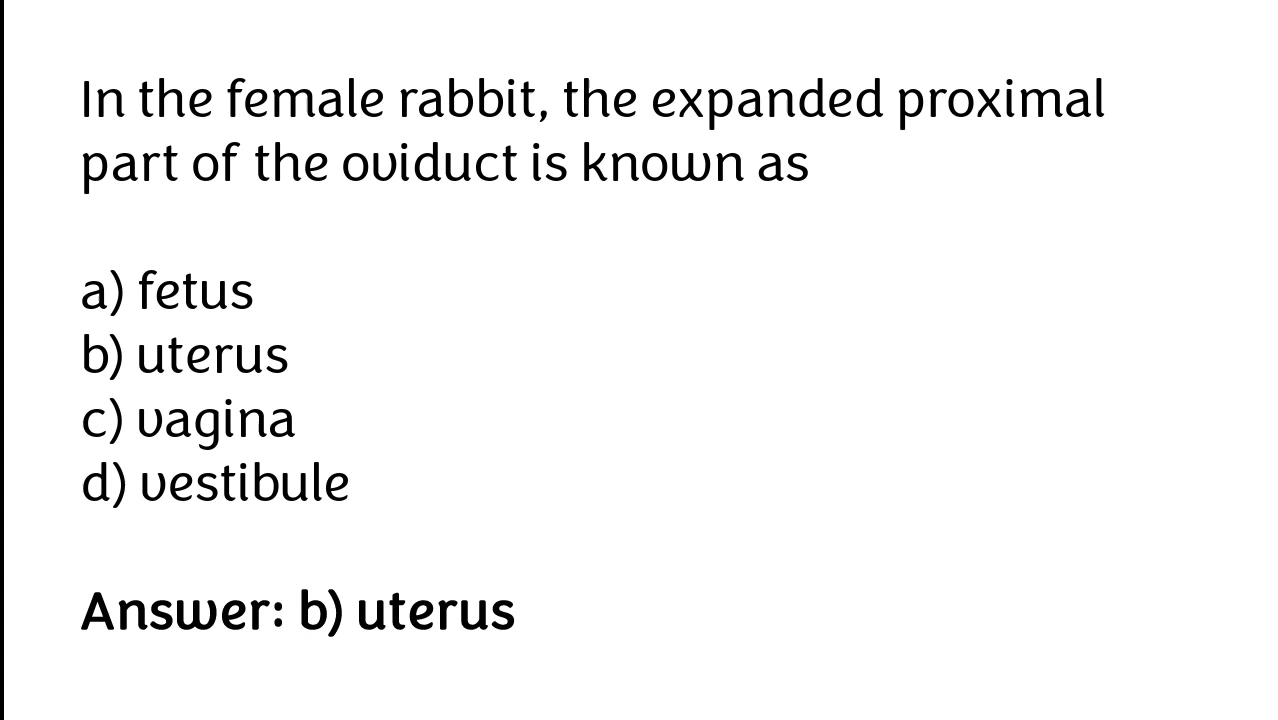 In the female rabbit, the expanded proximal
part of the oviduct is known as
a) fetus
b) uterus
c) vagina
d) vestibule
Answer: b) uterus